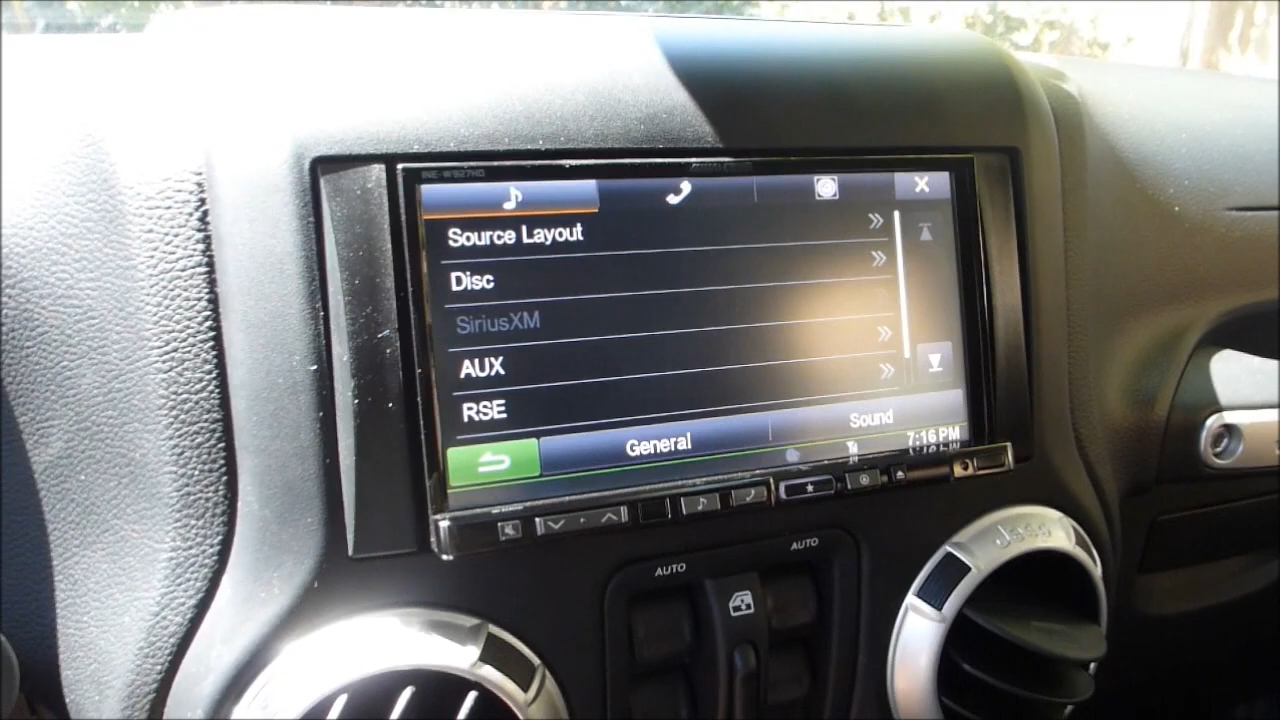 INE-W927HD
Source Layout
Disc
SiriusXM
AUX
RSE
General
Sound
7:16 PM
AUTO
AUTO
Jeep